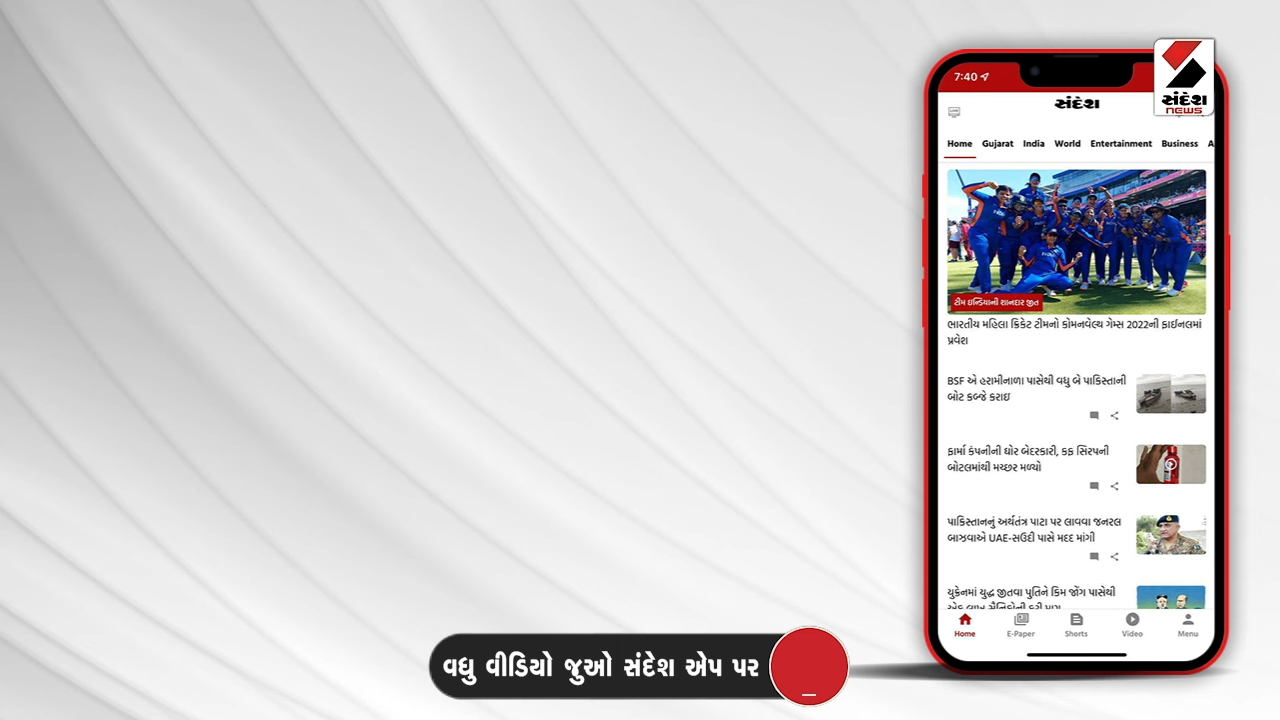 7:40
સંદેશ
સંદેશ
NEWS
Home Gujarat India World Entertainment Business A
ટીમ ઇન્ડિયાની શાનદાર જીત
ભારતીય મહિલા ક્રિકેટ ટીમનો કોમનવેલ્થ ગેમ્સ 2022ની ફાઈનલમાં
પ્રવેશ
BSF એ હરામીનાળા પાસેથી વધુ બે પાકિસ્તાની
બોટ કબ્જે કરાઇ
ફાર્મા કંપનીની ઘોર બેદરકારી, કફ સિરપની
બોટલમાંથી મચ્છર મળ્યો
પાકિસ્તાનનું અર્થતંત્ર પાટા પર લાવવા જનરલ
બાઝવાએ UAE-સઉદી પાસે મદદ માંગી
યુક્રેનમાં યુદ્ધ જીતવા પુતિને કિમ જોંગ પાસેથી
Home E-Paper Shorts Video Menu
વધુ વીડિયો જુઓ સંદેશ એપ પર